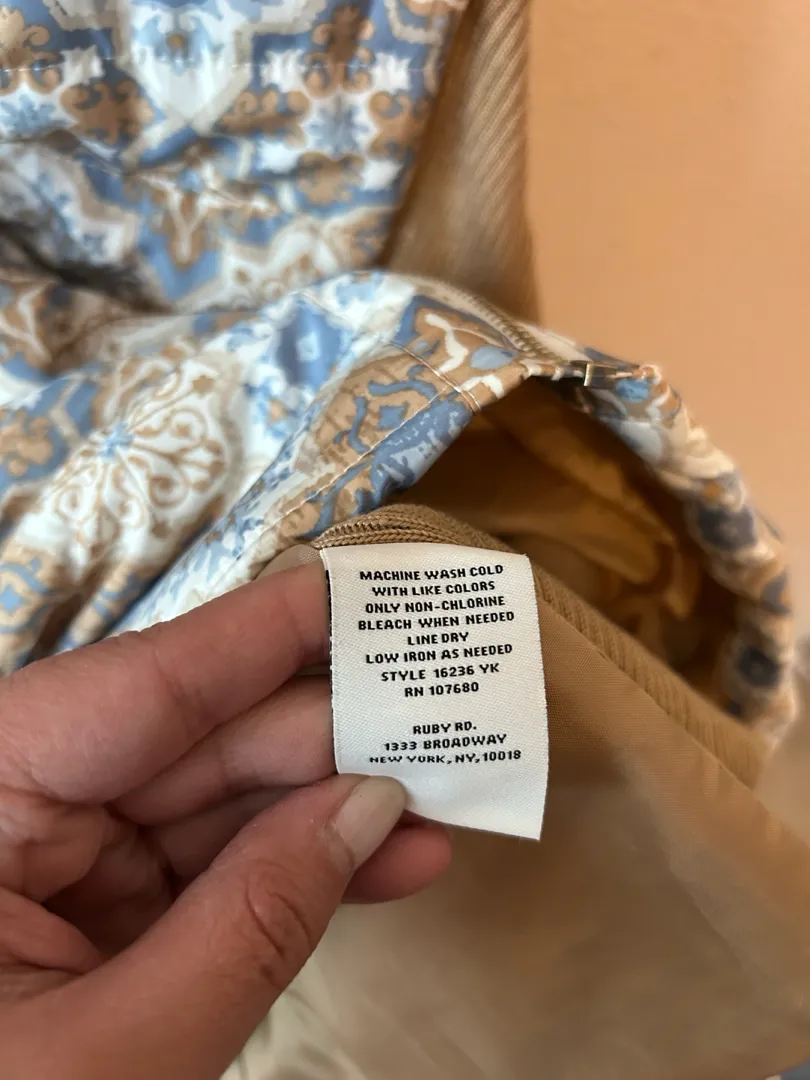 MACHINE WASH COLD
WITH LIKE COLORS
ONLY NON-CHLORINE
BLEACH WHEN NEEDED
LINE DRY
LOW IRON AS NEEDED
STYLE 16236 YK
RN 107680
RUBY RD.
1333 BROADWAY
NEW YORK, NY, 10018